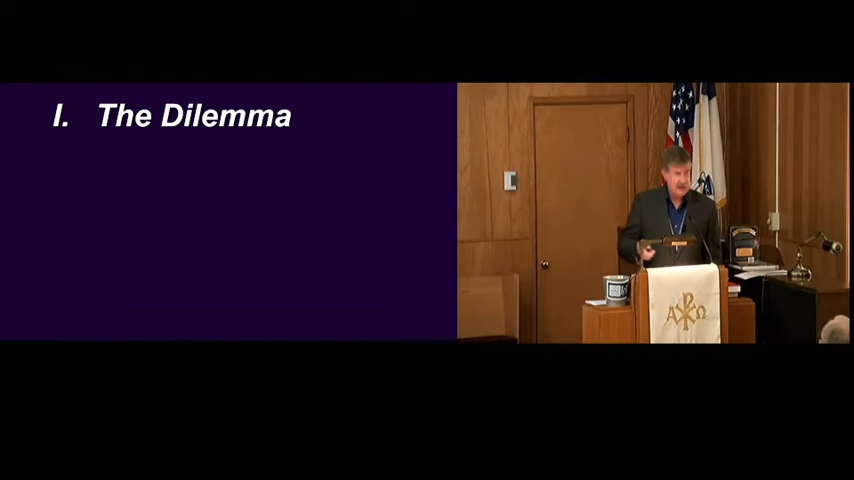 I. The Dilemma
Α Ω